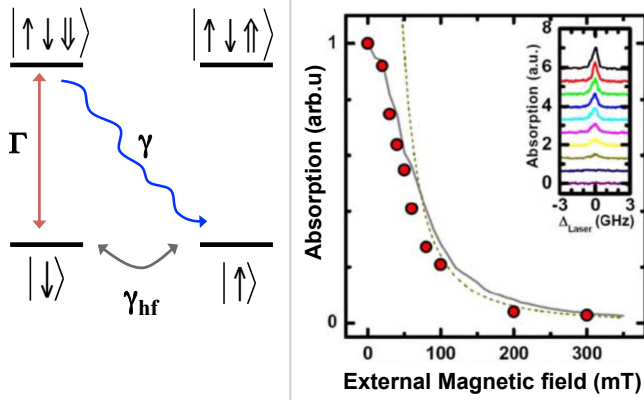 |↑↓⇓⟩
|↑↓⇑⟩
Γ
γ
|↓⟩
|↑⟩
γhf
Absorption (arb.u)
1
0
0
100
200
300
External Magnetic field (mT)
Absorption (a.u.)
8
6
4
2
0
-3
0
3
ΔLaser (GHz)